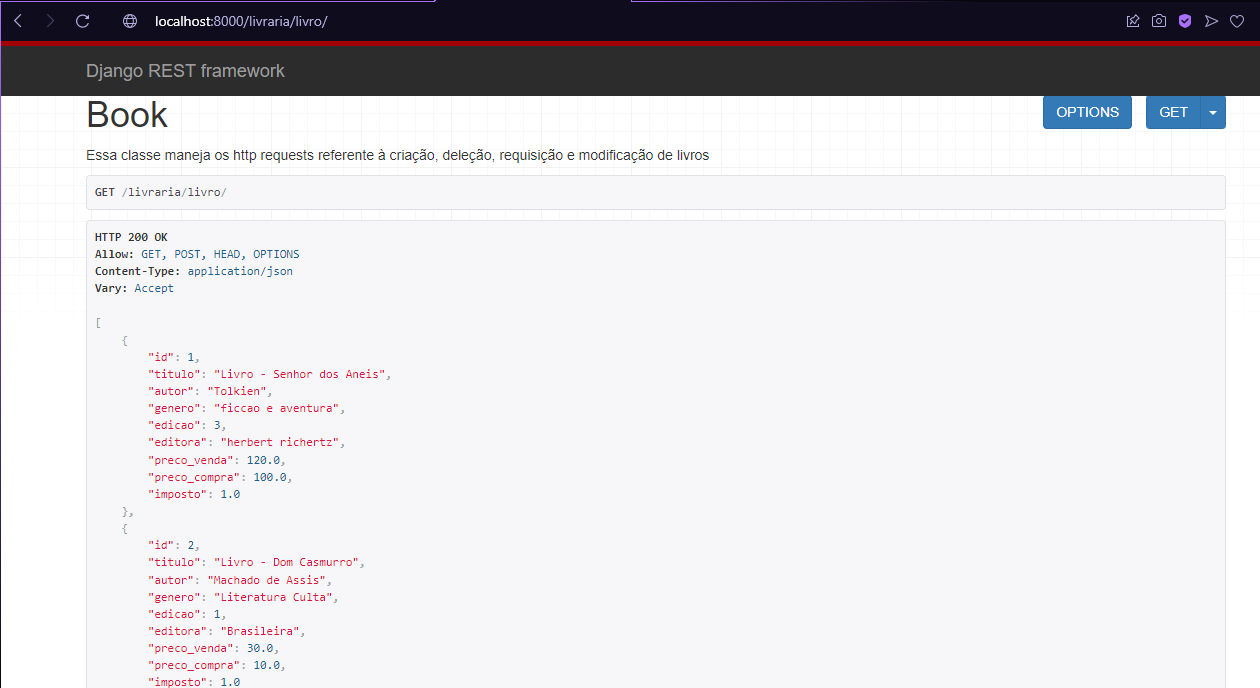 localhost:8000/livraria/livro/
Django REST framework
Book
OPTIONS
GET
Essa classe maneja os http requests referente à criação, deleção, requisição e modificação de livros
GET /livraria/livro/
HTTP 200 OK
Allow: GET, POST, HEAD, OPTIONS
Content-Type: application/json
Vary: Accept
[
    {
        "id": 1,
        "titulo": "Livro - Senhor dos Aneis",
        "autor": "Tolkien",
        "genero": "ficcao e aventura",
        "edicao": 3,
        "editora": "herbert richertz",
        "preco_venda": 120.0,
        "preco_compra": 100.0,
        "imposto": 1.0
    },
    {
        "id": 2,
        "titulo": "Livro - Dom Casmurro",
        "autor": "Machado de Assis",
        "genero": "Literatura Culta",
        "edicao": 1,
        "editora": "Brasileira",
        "preco_venda": 30.0,
        "preco_compra": 10.0,
        "imposto": 1.0